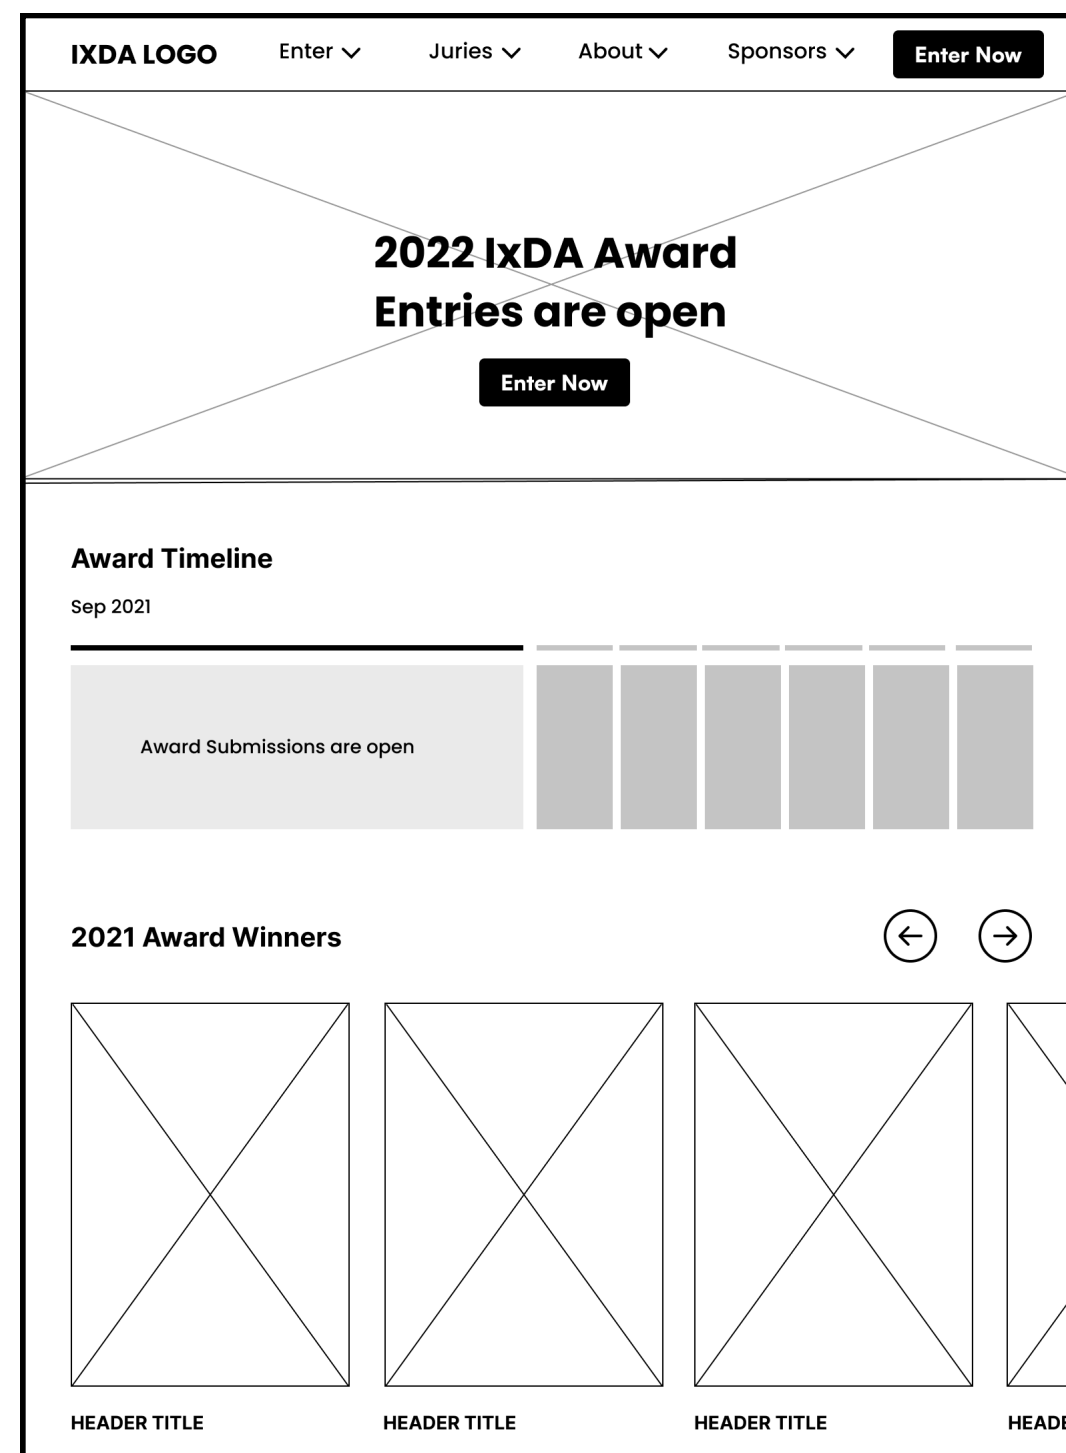 IXDA LOGO Enter Juries About Sponsors Enter Now
2022 IxDA Award
Entries are open
Enter Now
Award Timeline
Sep 2021
Award Submissions are open
2021 Award Winners
HEADER TITLE HEADER TITLE HEADER TITLE HEADE